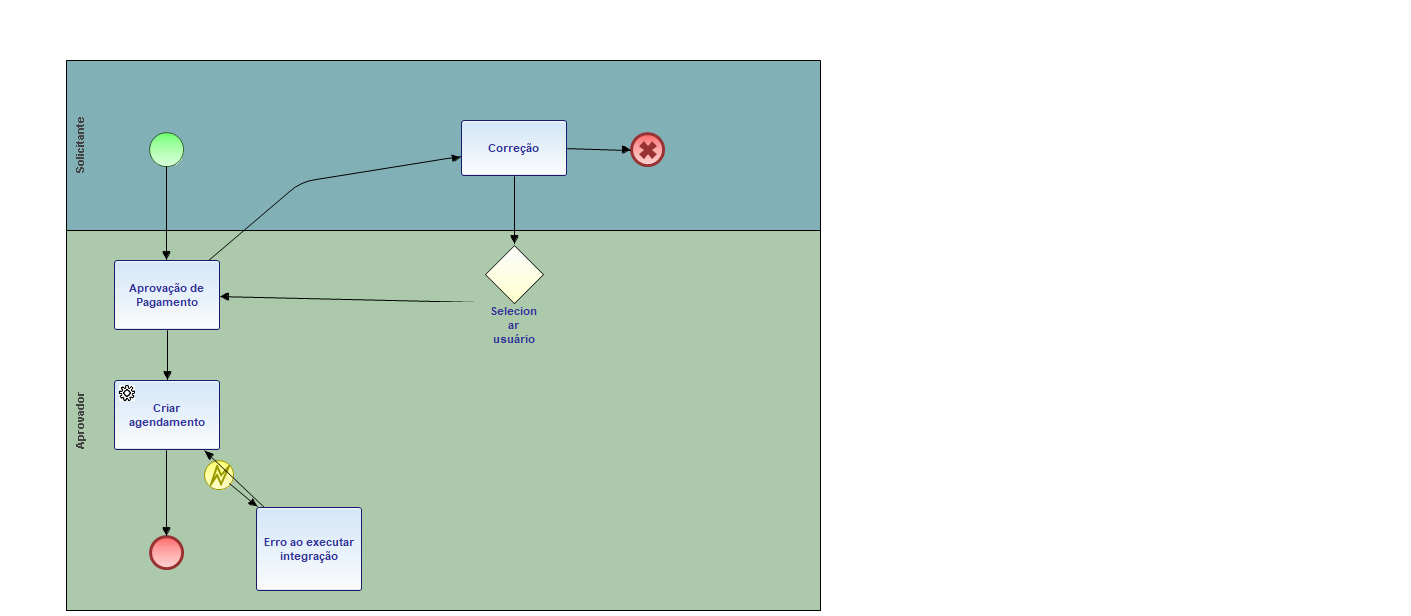 Solicitante
Correção
Aprovação de
Pagamento
Selecion
ar
usuário
Aprovador
Criar
agendamento
Erro ao executar
integração